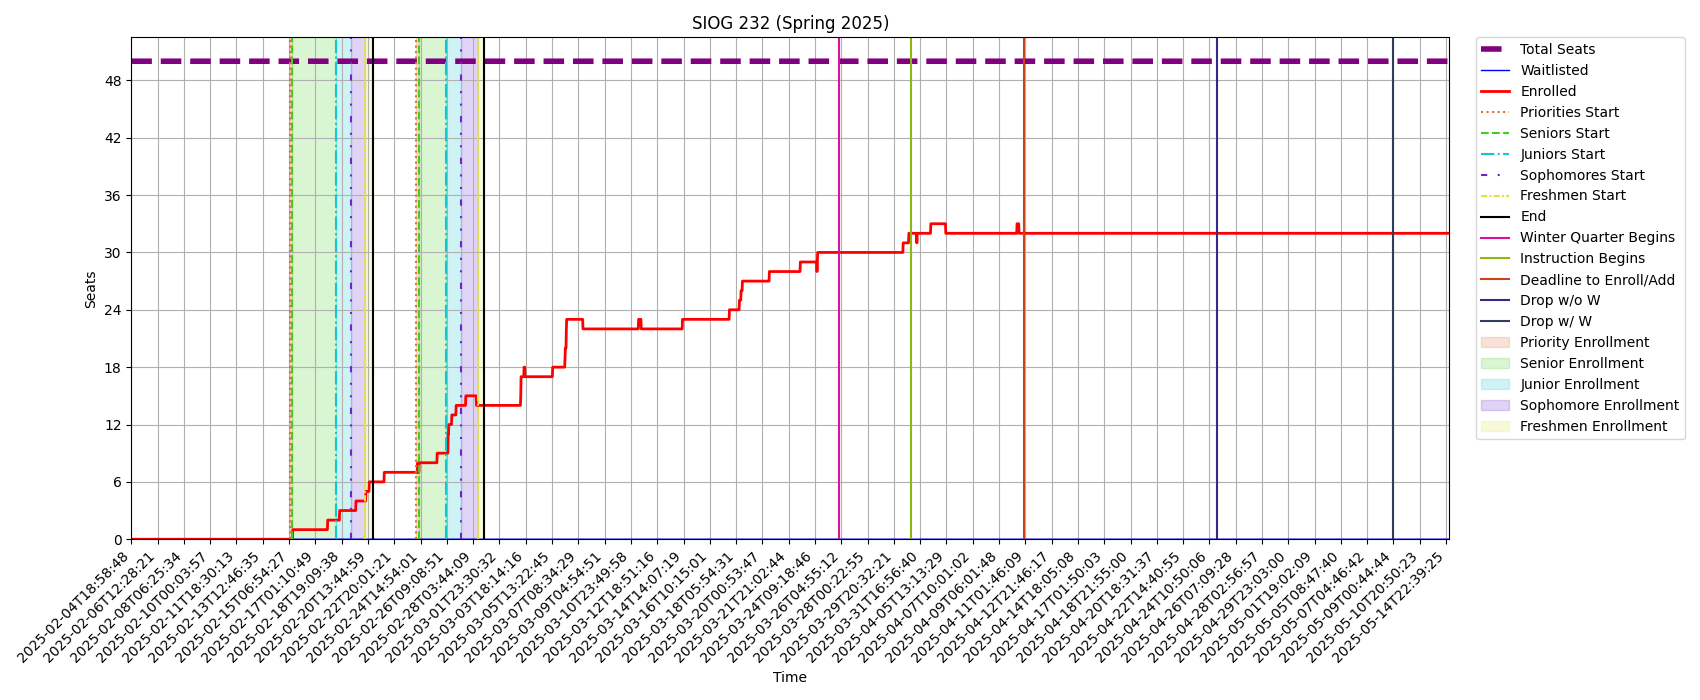 SIOG 232 (Spring 2025)
Seats
48
42
36
30
24
18
12
6
0
2025-02-04T18:58:48
2025-02-06T12:28:21
2025-02-08T06:25:34
2025-02-10T00:03:57
2025-02-11T18:30:13
2025-02-13T12:46:35
2025-02-15T06:54:27
2025-02-17T01:10:49
2025-02-18T19:09:38
2025-02-20T13:44:59
2025-02-22T20:01:21
2025-02-24T14:54:01
2025-02-26T09:08:51
2025-02-28T03:44:09
2025-03-01T23:30:32
2025-03-03T18:14:16
2025-03-05T13:22:45
2025-03-07T08:34:29
2025-03-09T04:54:51
2025-03-10T23:49:58
2025-03-12T18:51:16
2025-03-14T14:07:19
2025-03-16T10:15:01
2025-03-18T05:54:31
2025-03-20T00:53:47
2025-03-21T21:02:44
2025-03-24T09:18:46
2025-03-26T04:55:12
2025-03-28T00:22:55
2025-03-29T20:32:21
2025-03-31T16:56:40
2025-04-05T13:13:29
2025-04-07T10:01:02
2025-04-09T06:01:48
2025-04-11T01:46:09
2025-04-12T21:46:17
2025-04-14T18:05:08
2025-04-17T01:50:03
2025-04-18T21:55:00
2025-04-20T18:31:37
2025-04-22T14:40:55
2025-04-24T10:50:06
2025-04-26T07:09:28
2025-04-28T02:56:57
2025-04-29T23:03:00
2025-05-01T19:02:09
2025-05-05T08:47:40
2025-05-07T04:46:42
2025-05-09T00:44:44
2025-05-10T20:50:23
2025-05-14T22:39:25
Time
Total Seats
Waitlisted
Enrolled
Priorities Start
Seniors Start
Juniors Start
Sophomores Start
Freshmen Start
End
Winter Quarter Begins
Instruction Begins
Deadline to Enroll/Add
Drop w/o W
Drop w/ W
Priority Enrollment
Senior Enrollment
Junior Enrollment
Sophomore Enrollment
Freshmen Enrollment